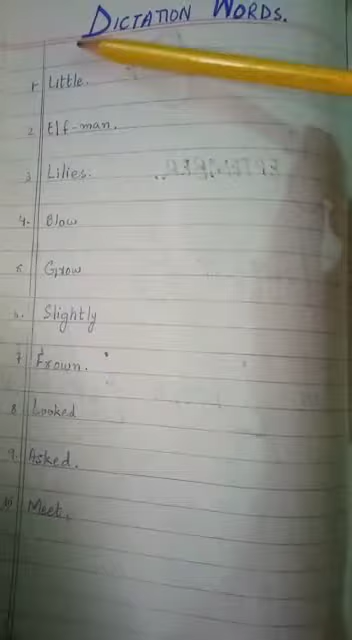 DICTATION WORDS.
1. Little.
2. Elf-man.
3. Lilies.
4. Blow
5. Grow
6. Slightly
7. Frown.
8. Looked
9. Asked.
10. Meet.